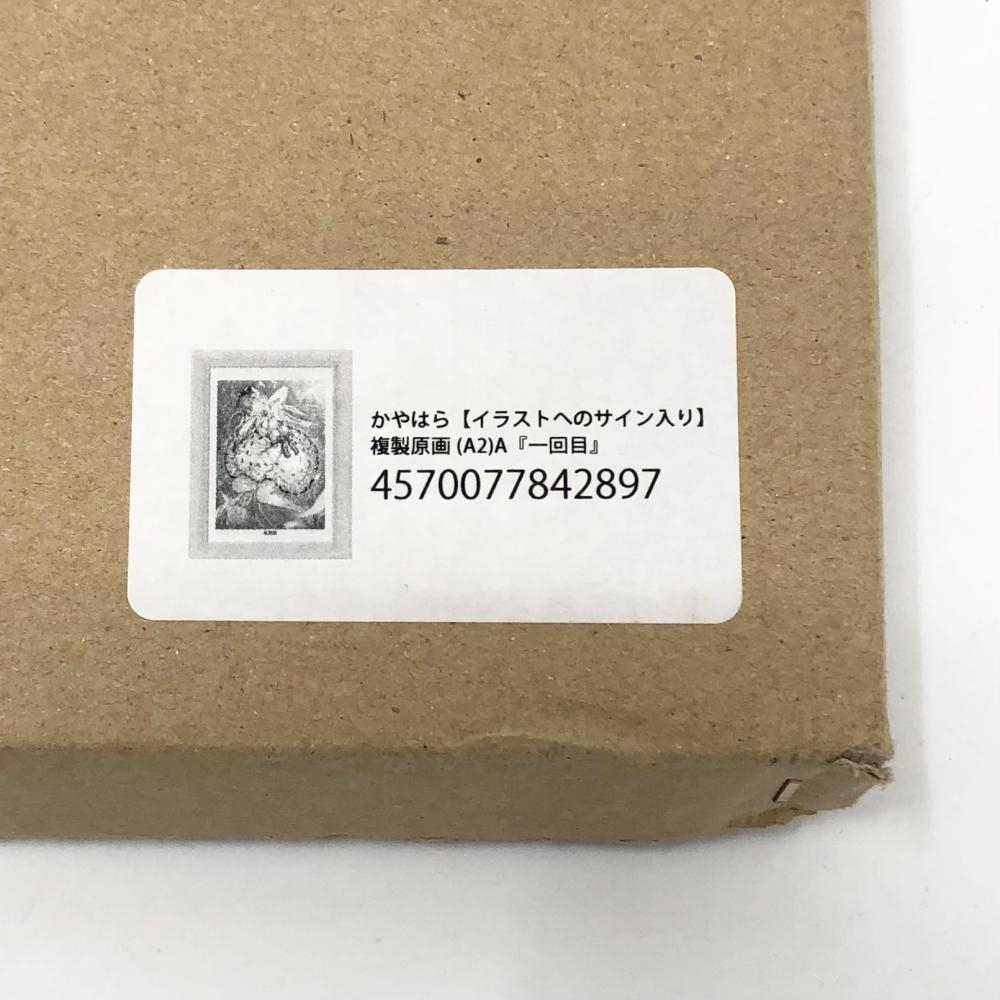 かやはら【イラストへのサイン入り】
複製原画 (A2)A『一回目』
4570077842897